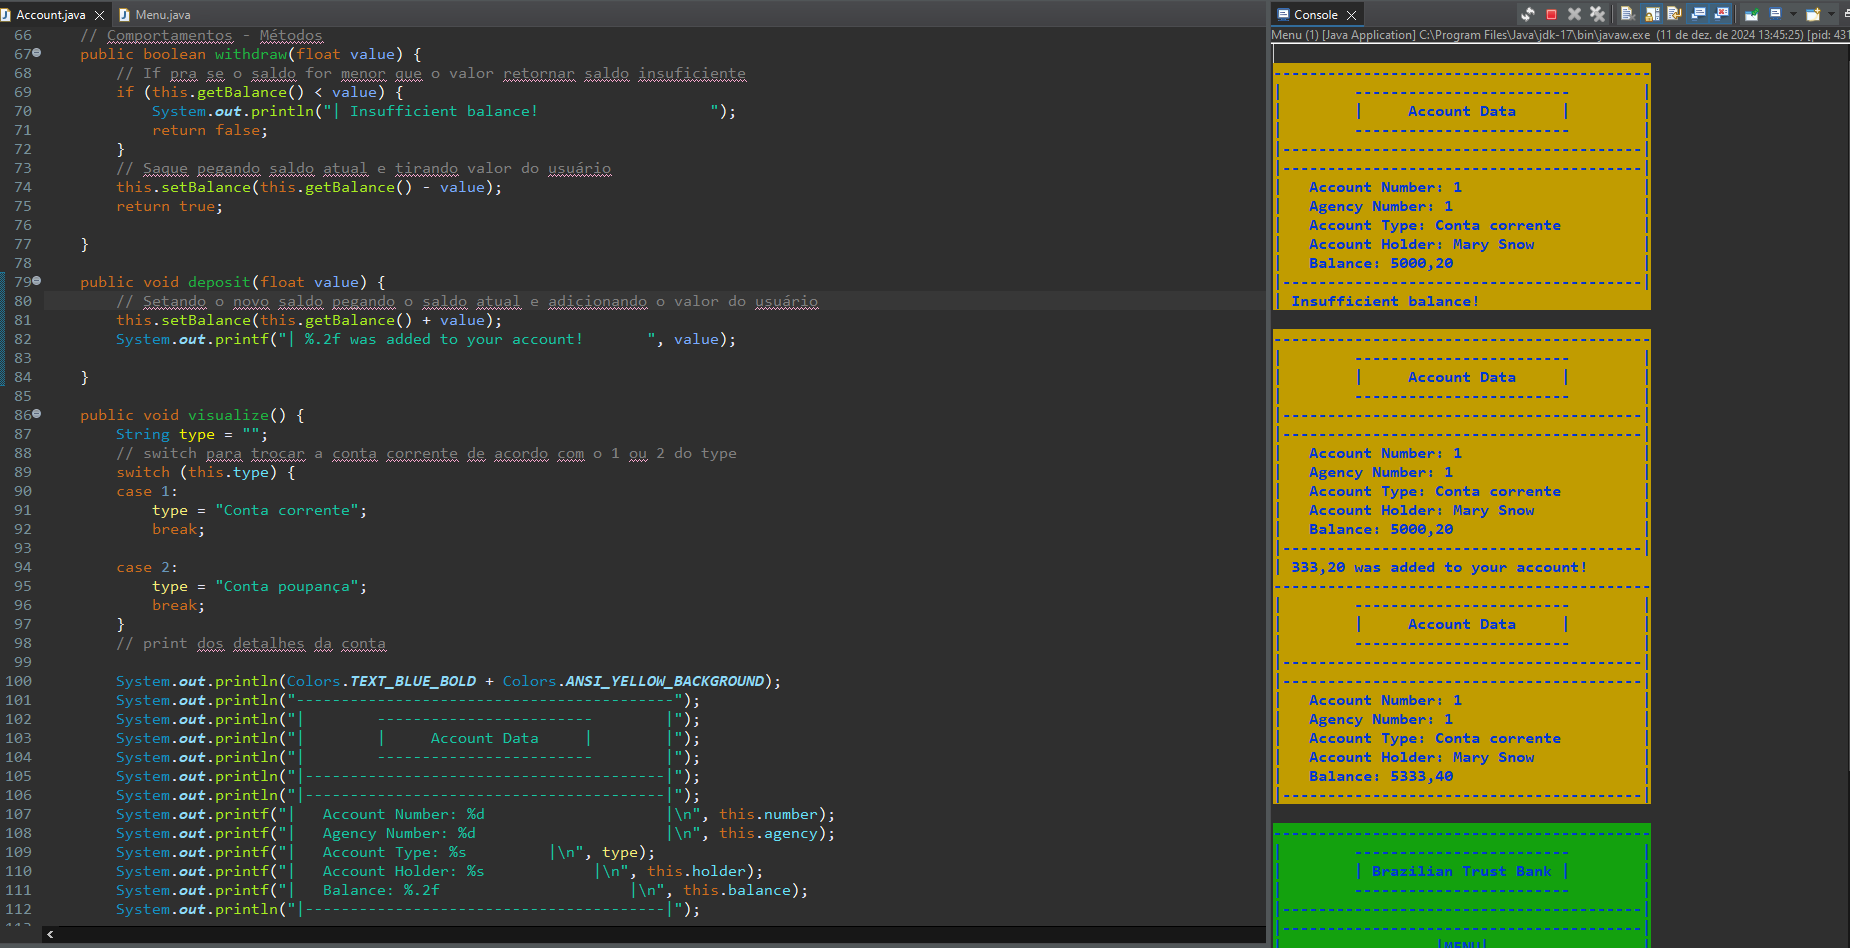 Account.java
Menu.java
66 // Comportamentos - Métodos
67 public boolean withdraw(float value) {
68 // If pra se o saldo for menor que o valor retornar saldo insuficiente
69 if (this.getBalance() < value) {
70 System.out.println("| Insufficient balance!                   ");
71 return false;
72 }
73 // Saque pegando saldo atual e tirando valor do usuário
74 this.setBalance(this.getBalance() - value);
75 return true;
76
77 }
78
79 public void deposit(float value) {
80 // Setando o novo saldo pegando o saldo atual e adicionando o valor do usuário
81 this.setBalance(this.getBalance() + value);
82 System.out.printf("| %.2f was added to your account!       ", value);
83
84 }
85
86 public void visualize() {
87 String type = "";
88 // switch para trocar a conta corrente de acordo com o 1 ou 2 do type
89 switch (this.type) {
90 case 1:
91 type = "Conta corrente";
92 break;
93
94 case 2:
95 type = "Conta poupança";
96 break;
97 }
98 // print dos detalhes da conta
99
100 System.out.println(Colors.TEXT_BLUE_BOLD + Colors.ANSI_YELLOW_BACKGROUND);
101 System.out.println("------------------------------------------");
102 System.out.println("|        ------------------------        |");
103 System.out.println("|        |     Account Data     |        |");
104 System.out.println("|        ------------------------        |");
105 System.out.println("|----------------------------------------|");
106 System.out.println("|----------------------------------------|");
107 System.out.printf("|   Account Number: %d                    |\n", this.number);
108 System.out.printf("|   Agency Number: %d                     |\n", this.agency);
109 System.out.printf("|   Account Type: %s         |\n", type);
110 System.out.printf("|   Account Holder: %s            |\n", this.holder);
111 System.out.printf("|   Balance: %.2f                     |\n", this.balance);
112 System.out.println("|----------------------------------------|");
Console
Menu (1) [Java Application] C:\Program Files\Java\jdk-17\bin\javaw.exe (11 de dez. de 2024 13:45:25) [pid: 431
------------------------------------------
|        ------------------------        |
|        |     Account Data     |        |
|        ------------------------        |
|----------------------------------------|
|----------------------------------------|
|   Account Number: 1                    |
|   Agency Number: 1                     |
|   Account Type: Conta corrente         |
|   Account Holder: Mary Snow            |
|   Balance: 5000,20                     |
|----------------------------------------|
| Insufficient balance!
------------------------------------------
|        ------------------------        |
|        |     Account Data     |        |
|        ------------------------        |
|----------------------------------------|
|----------------------------------------|
|   Account Number: 1                    |
|   Agency Number: 1                     |
|   Account Type: Conta corrente         |
|   Account Holder: Mary Snow            |
|   Balance: 5000,20                     |
|----------------------------------------|
| 333,20 was added to your account!
------------------------------------------
|        ------------------------        |
|        |     Account Data     |        |
|        ------------------------        |
|----------------------------------------|
|----------------------------------------|
|   Account Number: 1                    |
|   Agency Number: 1                     |
|   Account Type: Conta corrente         |
|   Account Holder: Mary Snow            |
|   Balance: 5333,40                     |
|----------------------------------------|
------------------------------------------
|        ------------------------        |
|        | Brazilian Trust Bank |        |
|        ------------------------        |
|----------------------------------------|
|----------------------------------------|
|                 |MENU|                 |